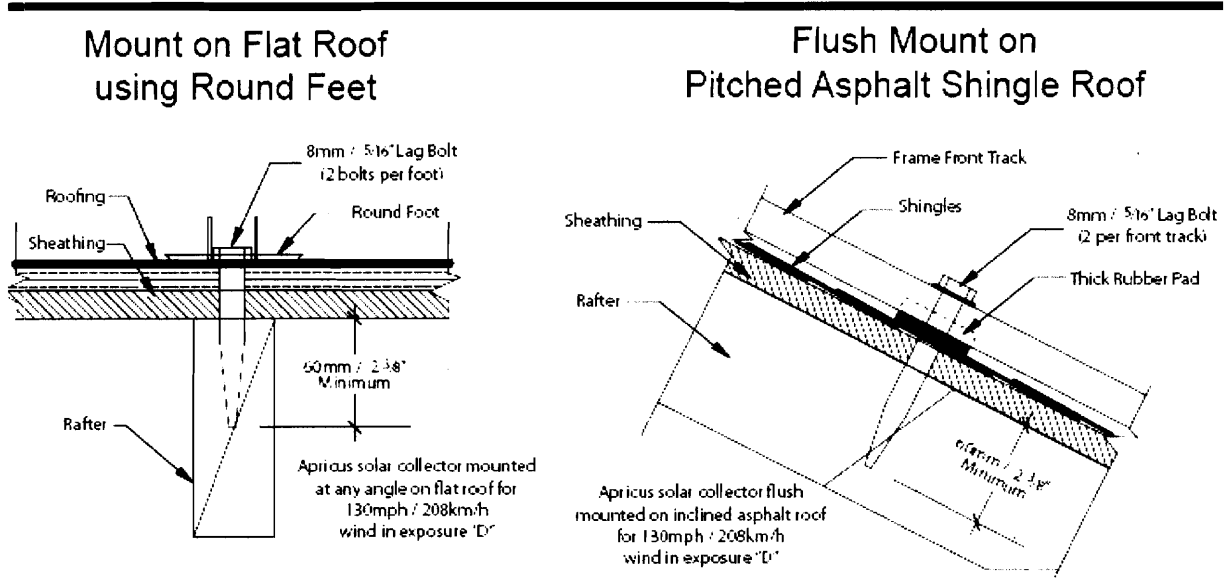 Mount on Flat Roof
using Round Feet
8mm / 5/16" Lag Bolt
(2 bolts per foot)
Roofing
Round Foot
Sheathing
60mm / 2 3/8"
Minimum
Rafter
Apricus solar collector mounted
at any angle on flat roof for
130mph / 208km/h
wind in exposure "D"
Flush Mount on
Pitched Asphalt Shingle Roof
Frame Front Track
Shingles
Sheathing
8mm / 5/16" Lag Bolt
(2 per front track)
Thick Rubber Pad
Rafter
60mm / 2 3/8"
Minimum
Apricus solar collector flush
mounted on inclined asphalt roof
for 130mph / 208km/h
wind in exposure "D"